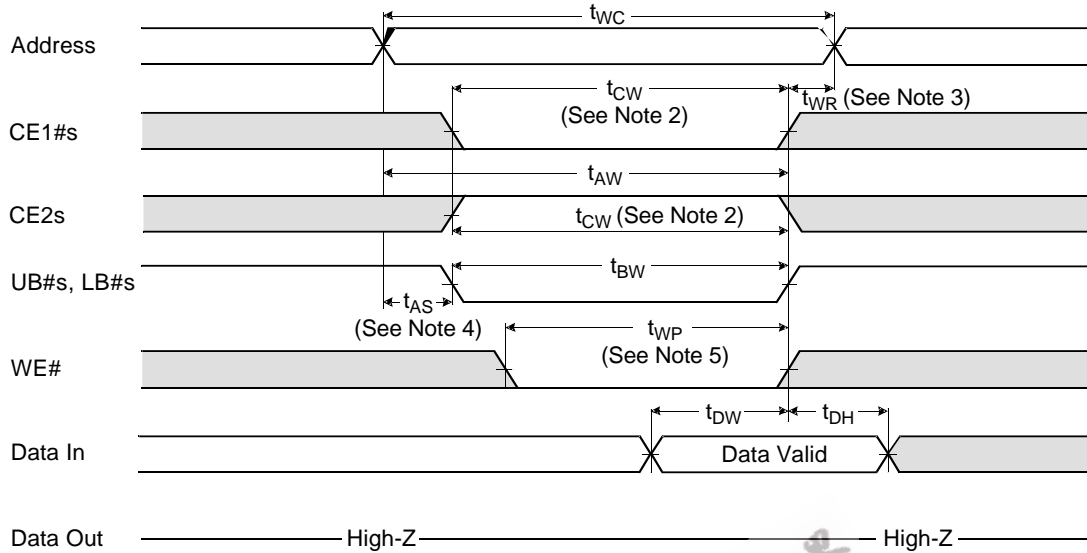 tWC
Address
tCW
(See Note 2)
tWR (See Note 3)
CE1#s
tAW
CE2s
tCW (See Note 2)
UB#s, LB#s
tBW
tAS
(See Note 4)
tWP
(See Note 5)
WE#
tDW
tDH
Data In
Data Valid
Data Out
High-Z
High-Z